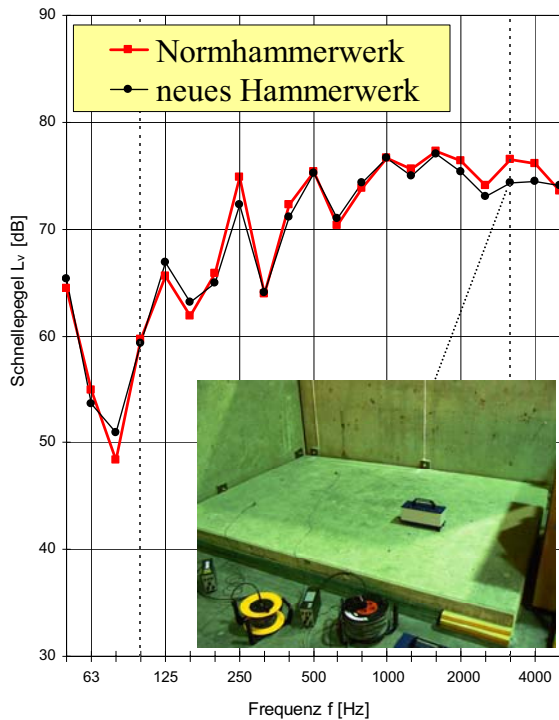 90
80
70
60
50
40
30
Schnellepegel Lv [dB]
Normhammerwerk
neues Hammerwerk
63 125 250 500 1000 2000 4000
Frequenz f [Hz]